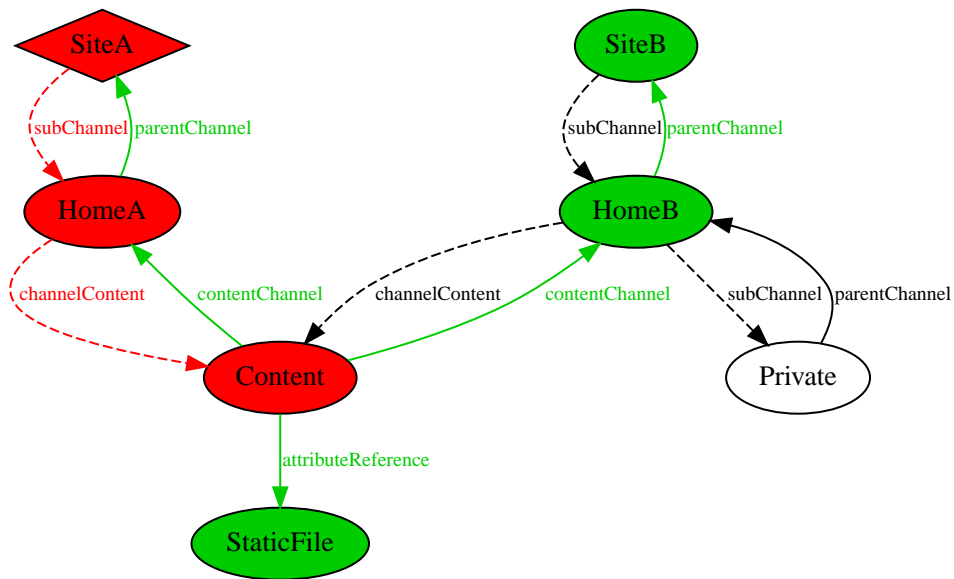 SiteA
SiteB
subChannel
parentChannel
subChannel
parentChannel
HomeA
HomeB
channelContent
contentChannel
channelContent
contentChannel
subChannel
parentChannel
Content
Private
attributeReference
StaticFile